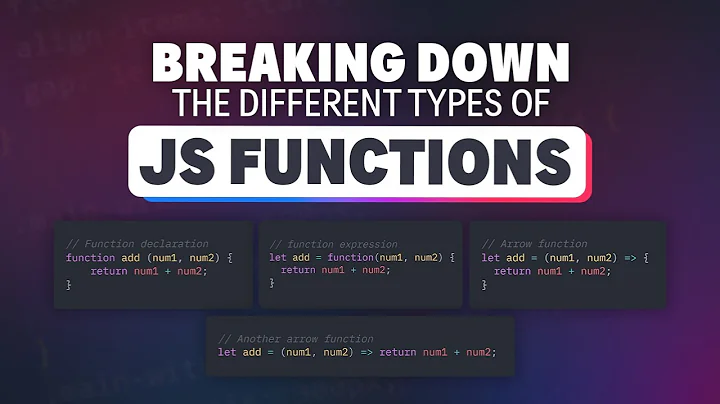 BREAKING DOWN
THE DIFFERENT TYPES OF
JS FUNCTIONS
// Function declaration
function add (num1, num2) {
return num1 + num2;
}
// function expression
let add = function(num1, num2) {
return num1 + num2;
}
// Arrow function
let add = (num1, num2) => {
return num1 + num2;
}
// Another arrow function
let add = (num1, num2) => return num1 + num2;